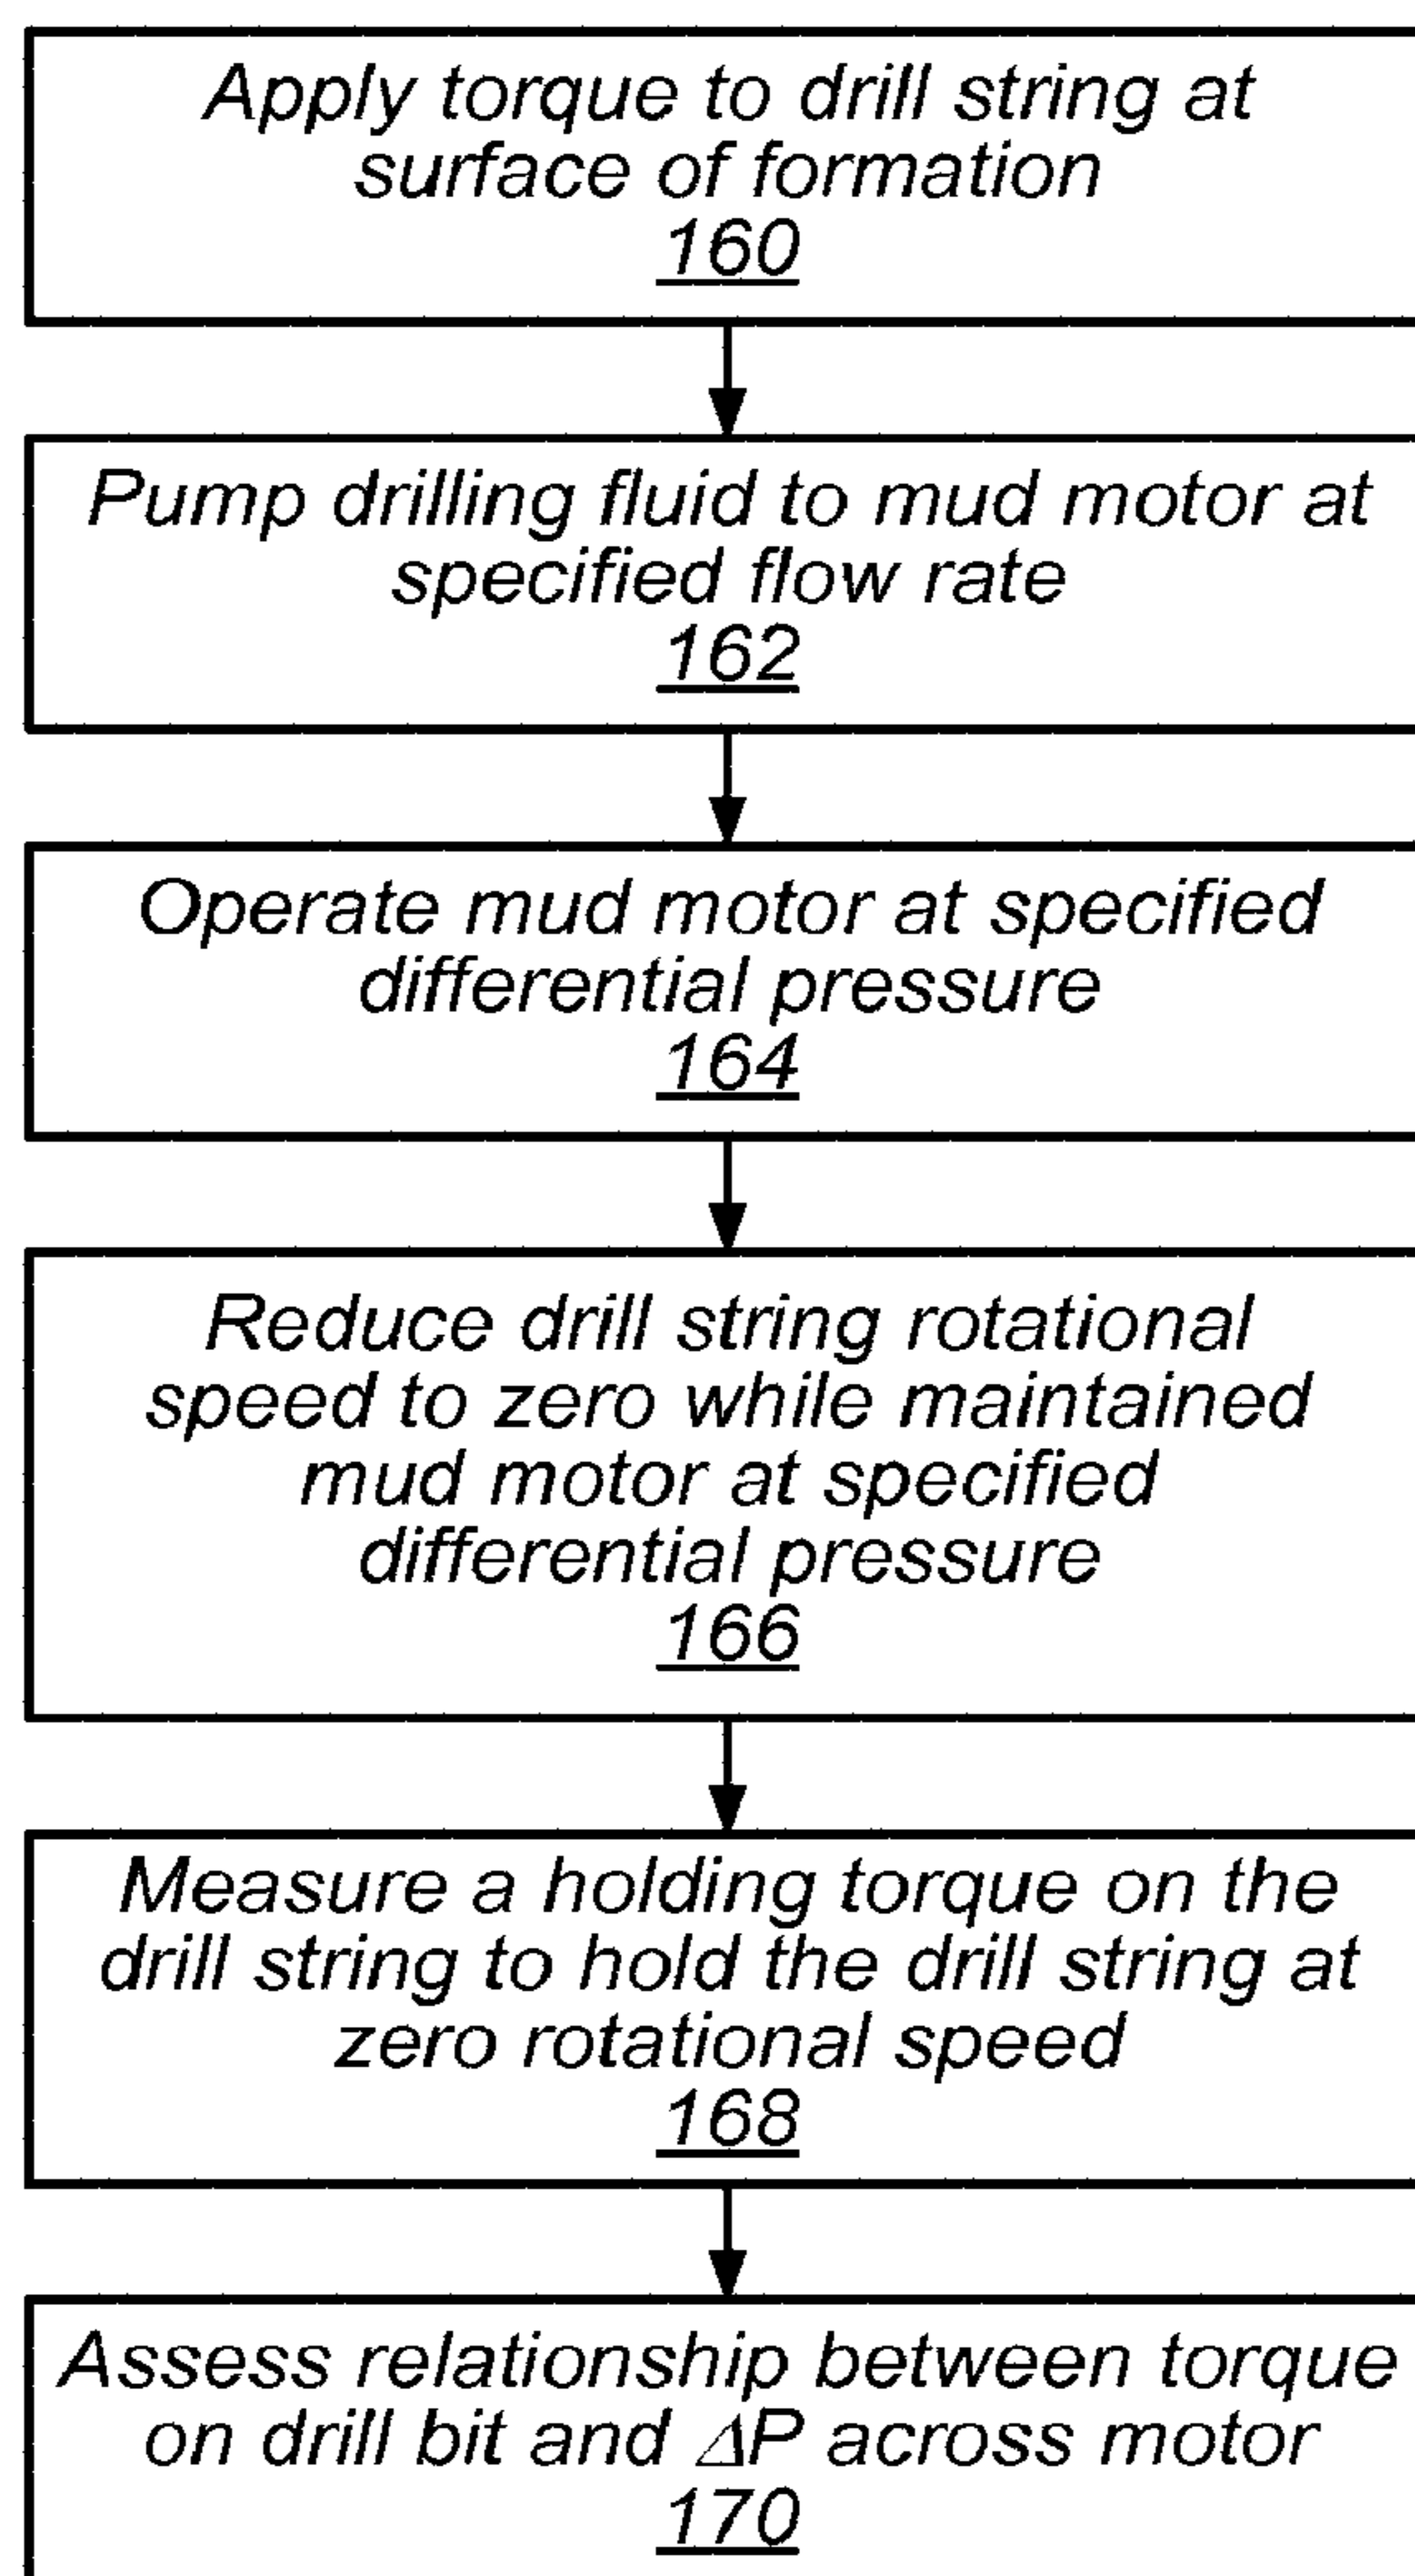 Apply torque to drill string at
surface of formation
160
Pump drilling fluid to mud motor at
specified flow rate
162
Operate mud motor at specified
differential pressure
164
Reduce drill string rotational
speed to zero while maintained
mud motor at specified
differential pressure
166
Measure a holding torque on the
drill string to hold the drill string at
zero rotational speed
168
Assess relationship between torque
on drill bit and ΔP across motor
170